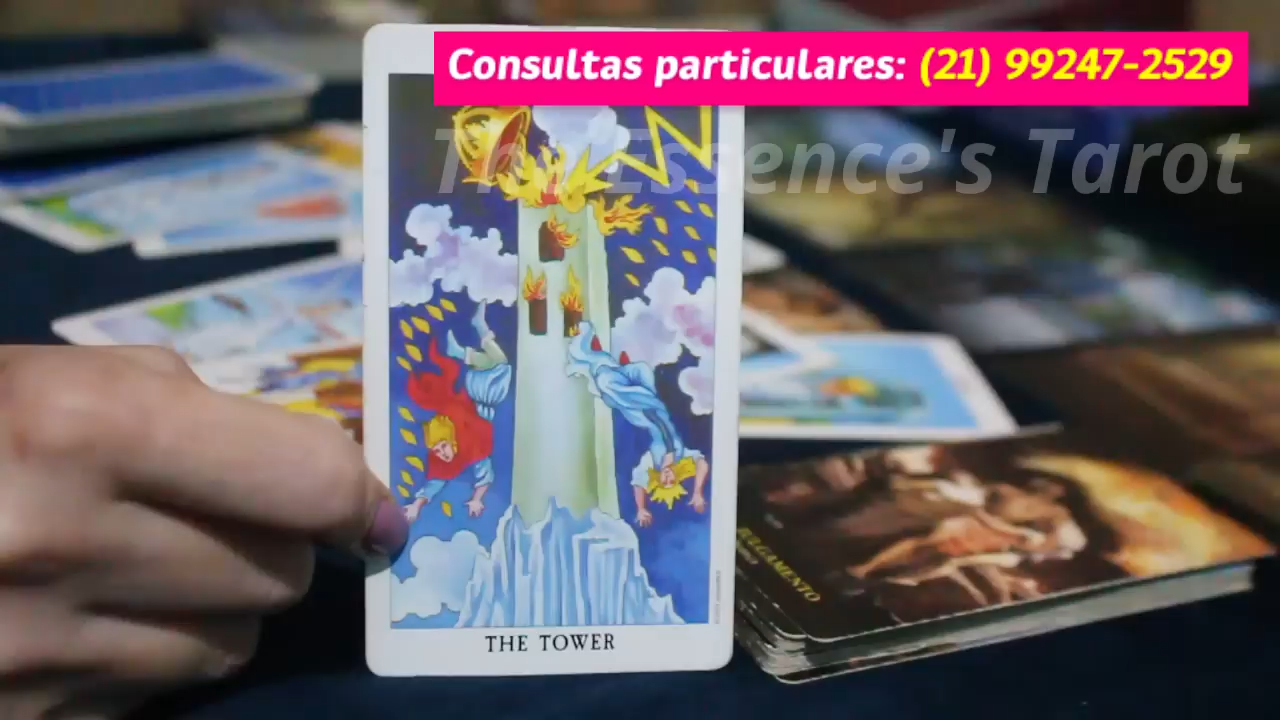 Consultas particulares: (21) 99247-2529
The Essence's Tarot
JULGAMENTO
THE TOWER